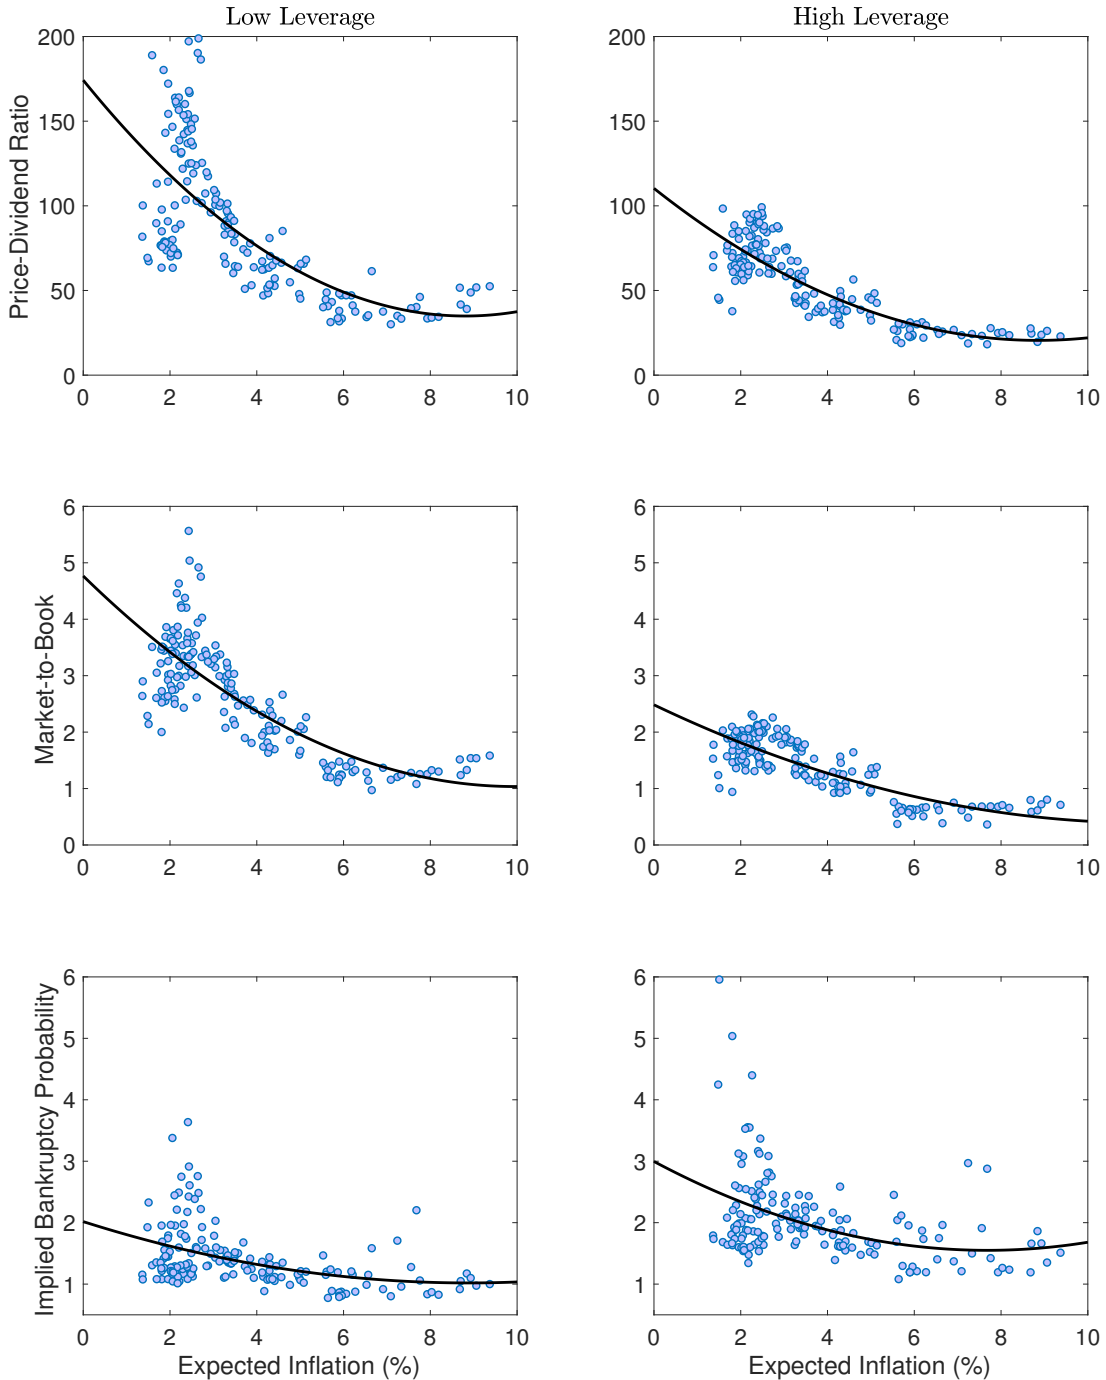 Low Leverage
High Leverage
Price-Dividend Ratio
200
150
100
50
0
0 2 4 6 8 10
200
150
100
50
0
0 2 4 6 8 10
Market-to-Book
6
5
4
3
2
1
0
0 2 4 6 8 10
6
5
4
3
2
1
0
0 2 4 6 8 10
Implied Bankruptcy Probability
6
5
4
3
2
1
0 2 4 6 8 10
Expected Inflation (%)
6
5
4
3
2
1
0 2 4 6 8 10
Expected Inflation (%)